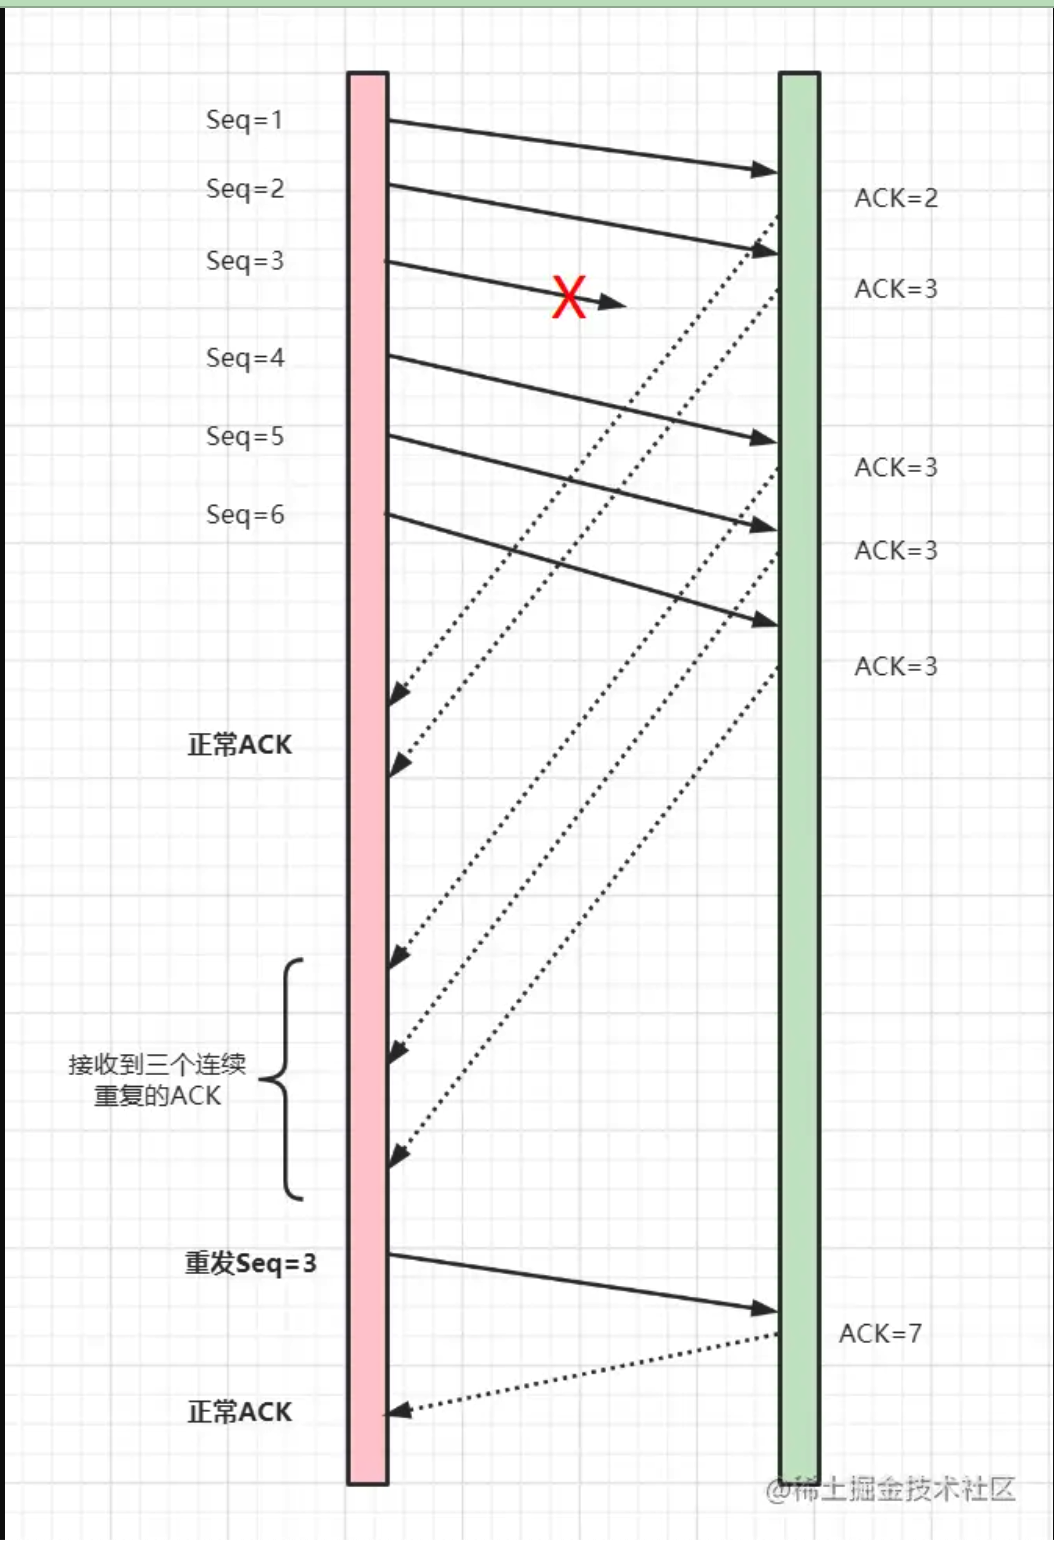 Seq=1
ACK=2
Seq=2
Seq=3
ACK=3
Seq=4
Seq=5
ACK=3
Seq=6
ACK=3
ACK=3
正常ACK
接收到三个连续
重复的ACK
重发Seq=3
ACK=7
正常ACK
@稀土掘金技术社区